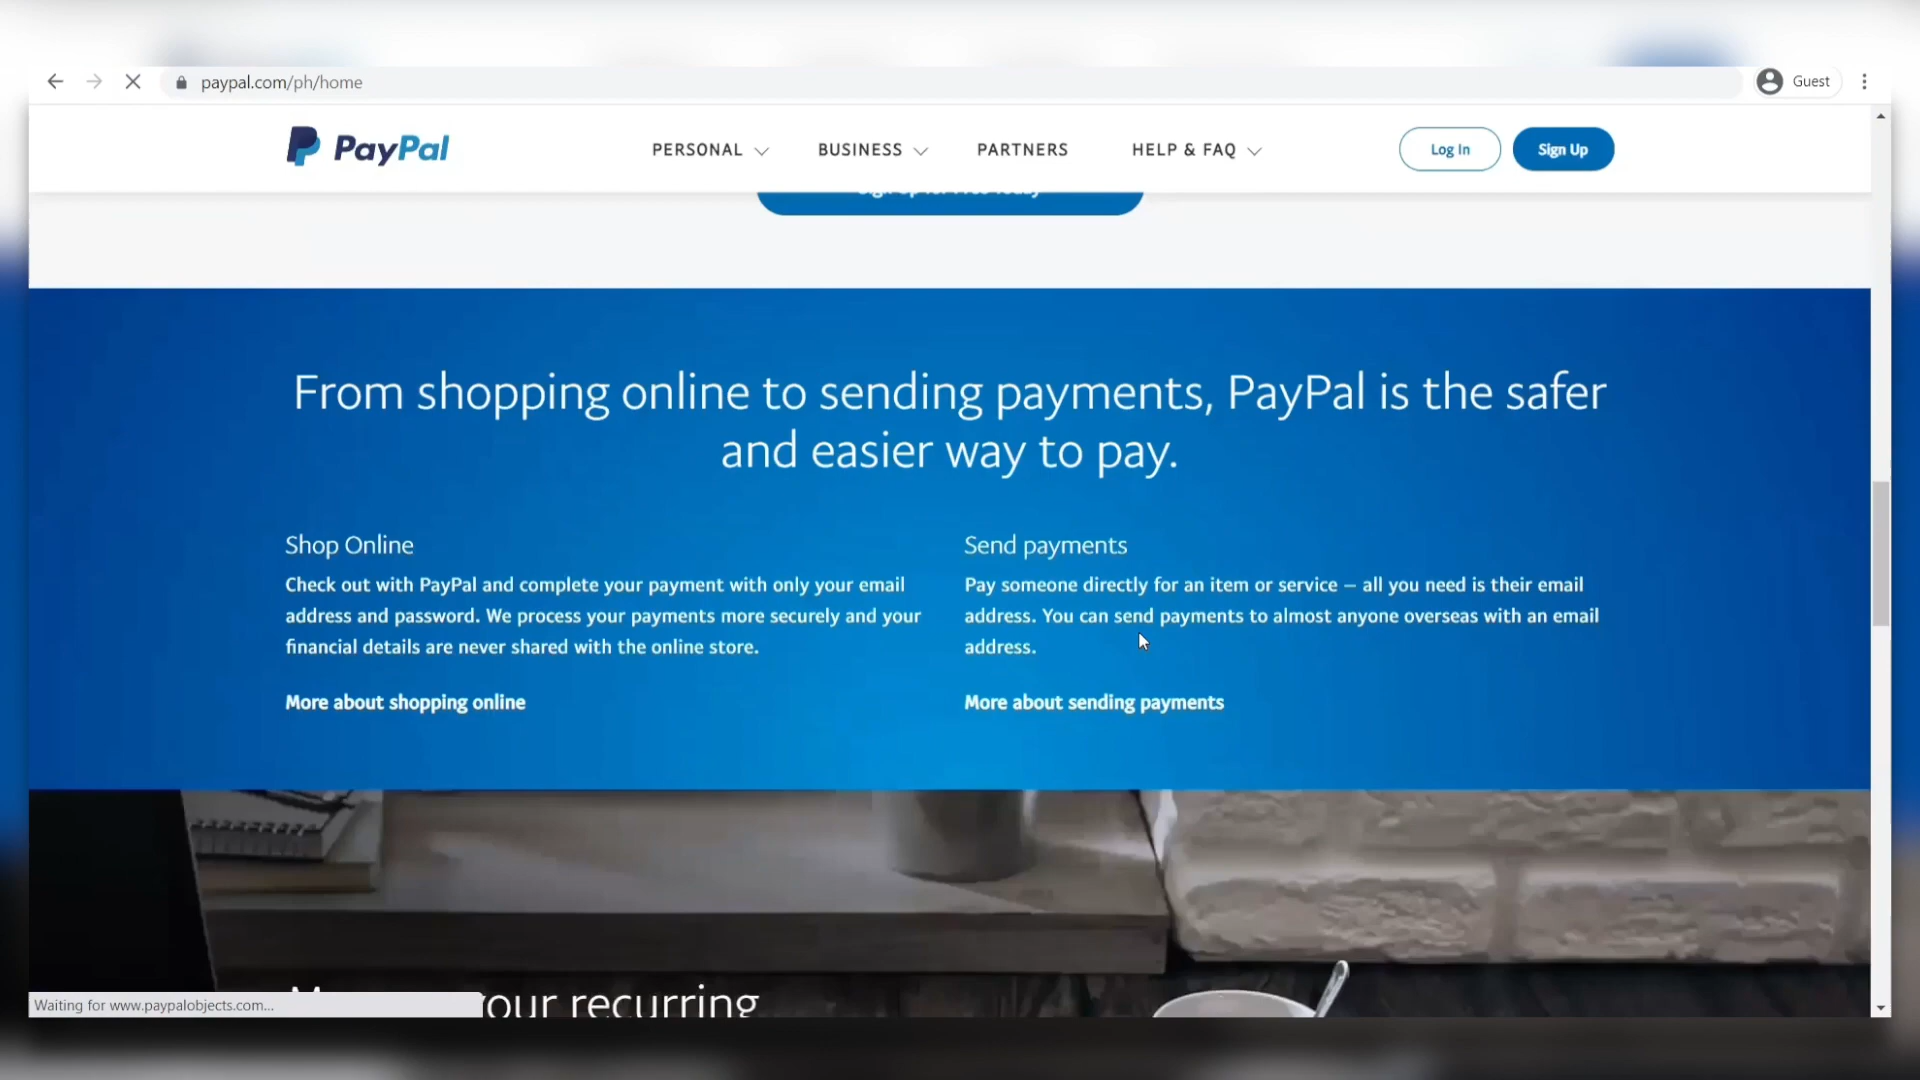 paypal.com/ph/home
Guest
PayPal
PERSONAL
BUSINESS
PARTNERS
HELP & FAQ
Log In
Sign Up
From shopping online to sending payments, PayPal is the safer
and easier way to pay.
Shop Online
Check out with PayPal and complete your payment with only your email
address and password. We process your payments more securely and your
financial details are never shared with the online store.
More about shopping online
Send payments
Pay someone directly for an item or service – all you need is their email
address. You can send payments to almost anyone overseas with an email
address.
More about sending payments
your recurring
Waiting for www.paypalobjects.com...